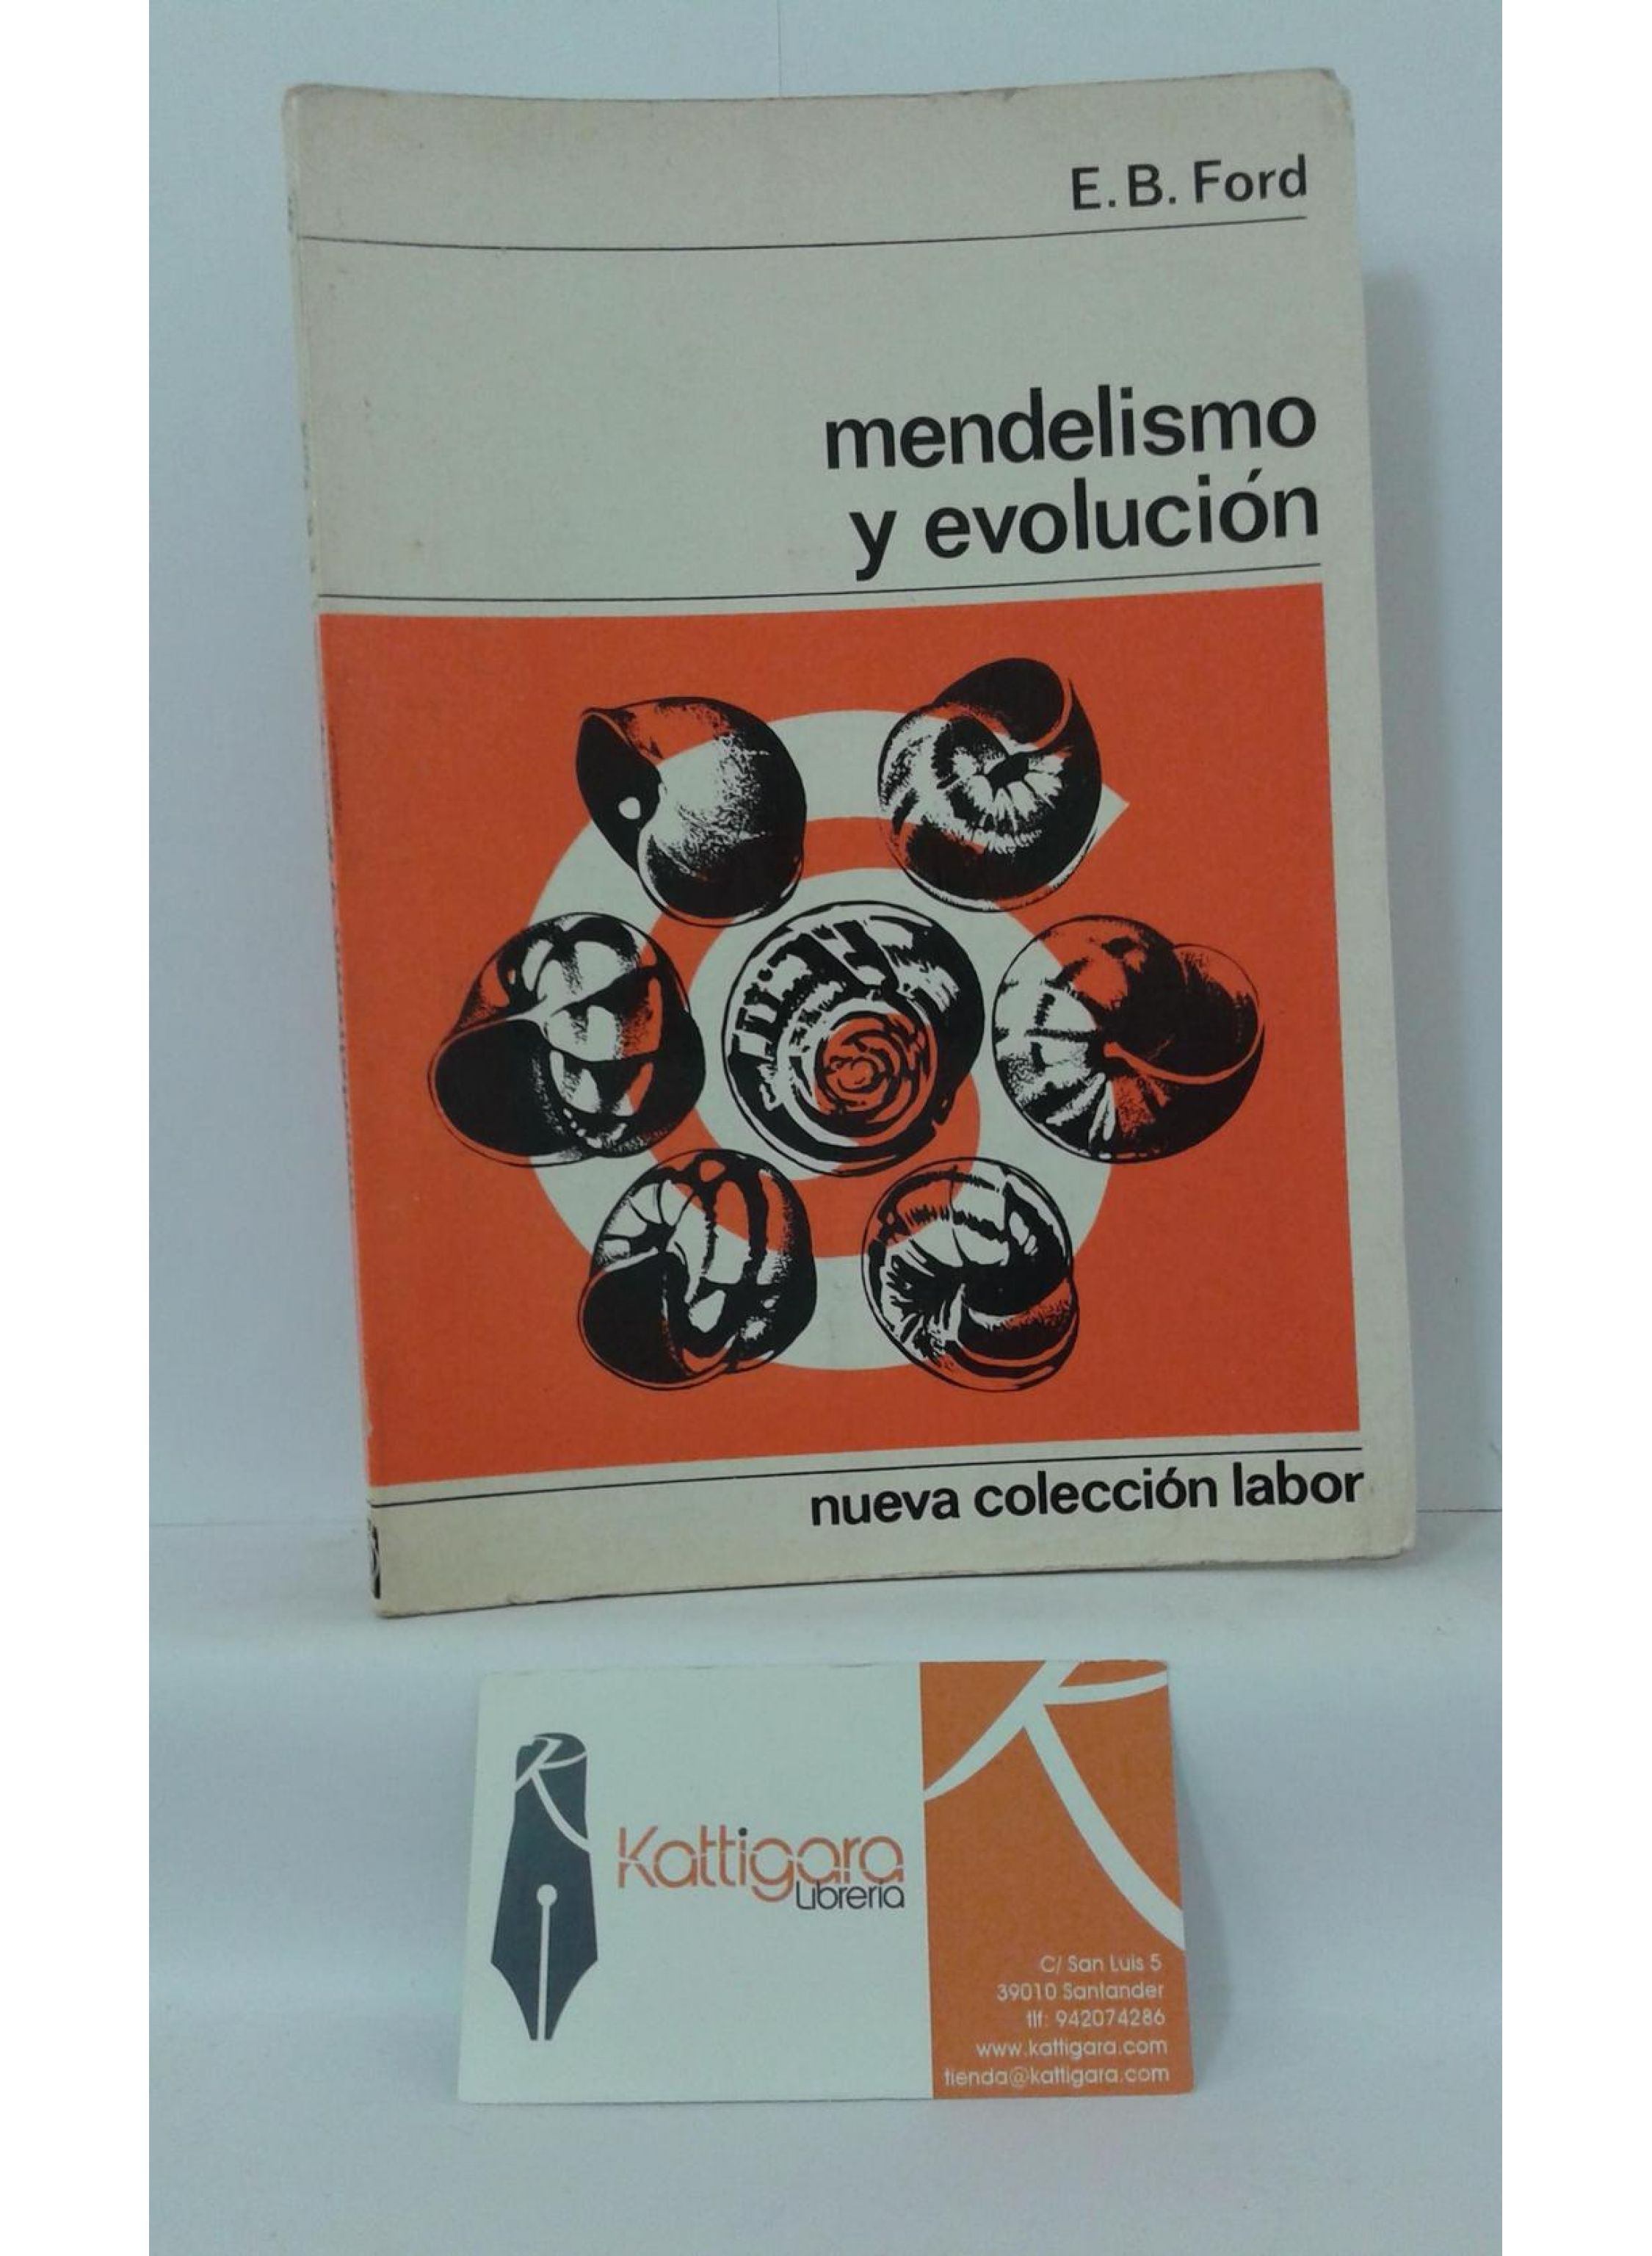 E. B. Ford
mendelismo
y evolución
nueva colección labor
Kattigara
Librería
C/ San Luis 5
39010 Santander
tlf: 942074286
www.kattigara.com
tienda@kattigara.com